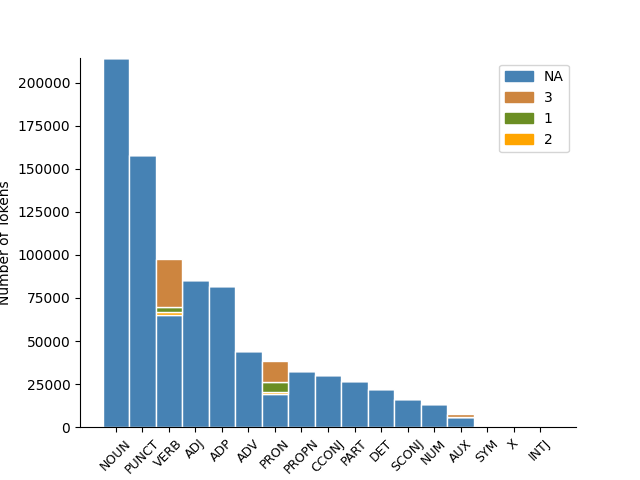 200000
175000
150000
125000
100000
75000
50000
25000
0
Number of Tokens
NA
3
1
2
NOUN
PUNCT
VERB
ADJ
ADP
ADV
PRON
PROPN
CCONJ
PART
DET
SCONJ
NUM
AUX
SYM
X
INTJ